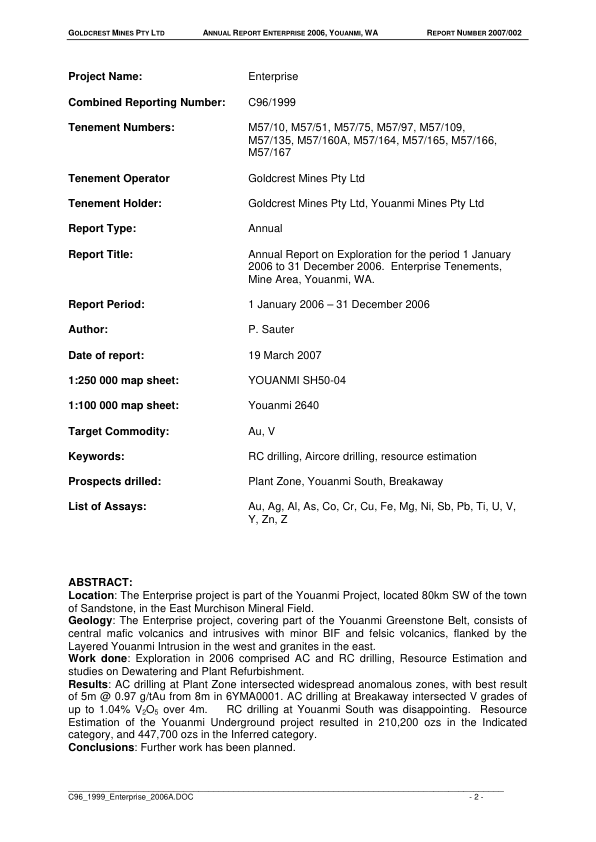 GOLDCREST MINES PTY LTD ANNUAL REPORT ENTERPRISE 2006, YOUANMI, WA REPORT NUMBER 2007/002
Project Name: Enterprise
Combined Reporting Number: C96/1999
Tenement Numbers: M57/10, M57/51, M57/75, M57/97, M57/109,
M57/135, M57/160A, M57/164, M57/165, M57/166,
M57/167
Tenement Operator Goldcrest Mines Pty Ltd
Tenement Holder: Goldcrest Mines Pty Ltd, Youanmi Mines Pty Ltd
Report Type: Annual
Report Title: Annual Report on Exploration for the period 1 January
2006 to 31 December 2006. Enterprise Tenements,
Mine Area, Youanmi, WA.
Report Period: 1 January 2006 – 31 December 2006
Author: P. Sauter
Date of report: 19 March 2007
1:250 000 map sheet: YOUANMI SH50-04
1:100 000 map sheet: Youanmi 2640
Target Commodity: Au, V
Keywords: RC drilling, Aircore drilling, resource estimation
Prospects drilled: Plant Zone, Youanmi South, Breakaway
List of Assays: Au, Ag, Al, As, Co, Cr, Cu, Fe, Mg, Ni, Sb, Pb, Ti, U, V,
Y, Zn, Z
ABSTRACT:
Location: The Enterprise project is part of the Youanmi Project, located 80km SW of the town
of Sandstone, in the East Murchison Mineral Field.
Geology: The Enterprise project, covering part of the Youanmi Greenstone Belt, consists of
central mafic volcanics and intrusives with minor BIF and felsic volcanics, flanked by the
Layered Youanmi Intrusion in the west and granites in the east.
Work done: Exploration in 2006 comprised AC and RC drilling, Resource Estimation and
studies on Dewatering and Plant Refurbishment.
Results: AC drilling at Plant Zone intersected widespread anomalous zones, with best result
of 5m @ 0.97 g/tAu from 8m in 6YMA0001. AC drilling at Breakaway intersected V grades of
up to 1.04% V₂O₅ over 4m. RC drilling at Youanmi South was disappointing. Resource
Estimation of the Youanmi Underground project resulted in 210,200 ozs in the Indicated
category, and 447,700 ozs in the Inferred category.
Conclusions: Further work has been planned.
C96_1999_Enterprise_2006A.DOC - 2 -